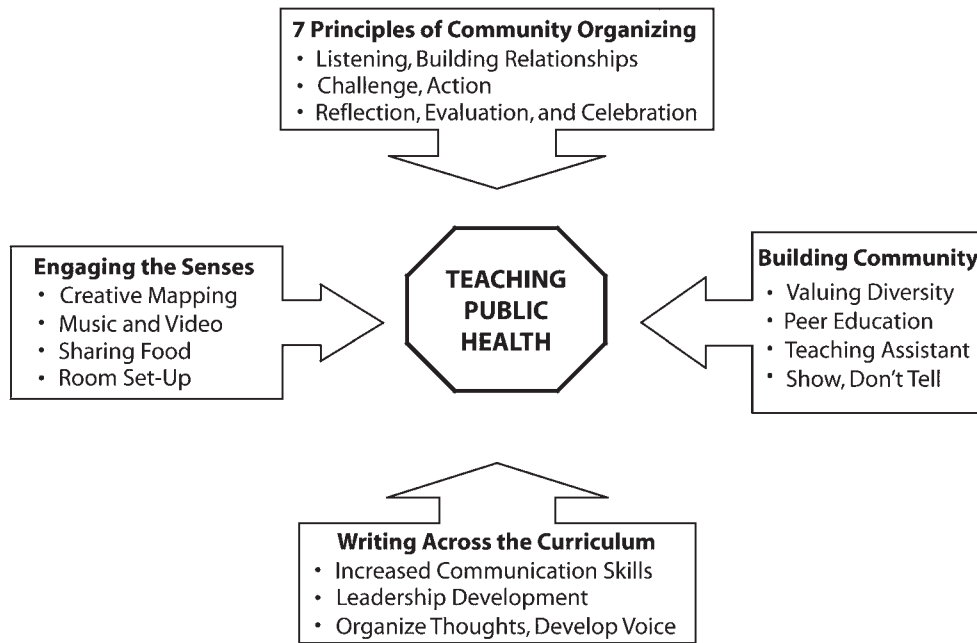 7 Principles of Community Organizing
• Listening, Building Relationships
• Challenge, Action
• Reflection, Evaluation, and Celebration
Engaging the Senses
• Creative Mapping
• Music and Video
• Sharing Food
• Room Set-Up
TEACHING
PUBLIC
HEALTH
Building Community
• Valuing Diversity
• Peer Education
• Teaching Assistant
• Show, Don't Tell
Writing Across the Curriculum
• Increased Communication Skills
• Leadership Development
• Organize Thoughts, Develop Voice